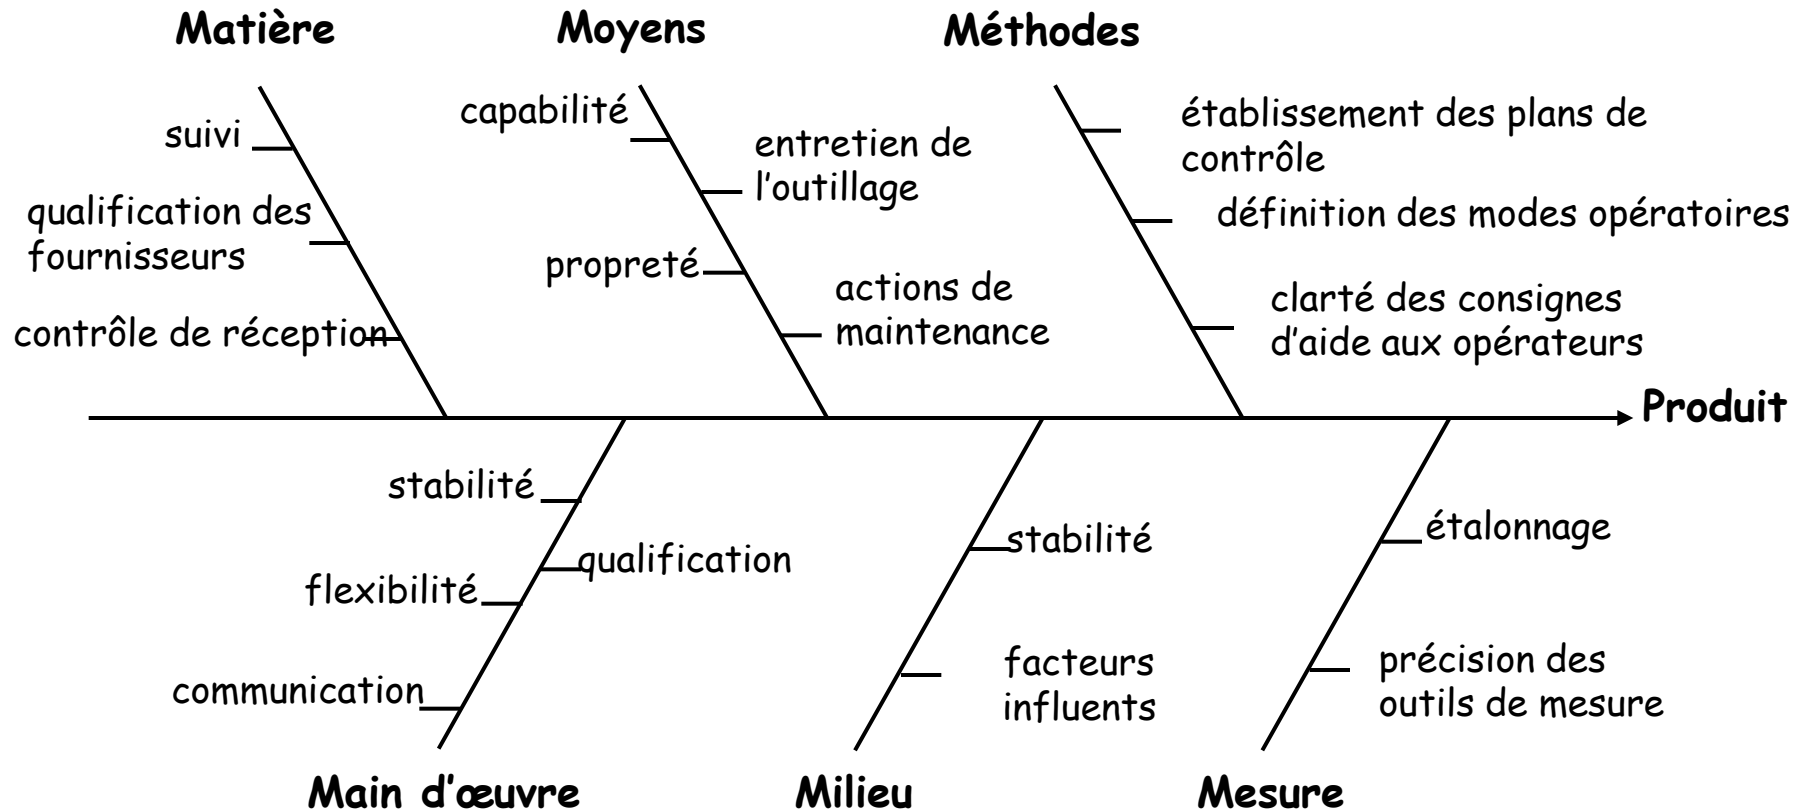 Matière
Moyens
Méthodes
suivi
qualification des
fournisseurs
contrôle de réception
capabilité
entretien de
l'outillage
propreté
actions de
maintenance
établissement des plans de
contrôle
définition des modes opératoires
clarté des consignes
d'aide aux opérateurs
Produit
stabilité
qualification
flexibilité
communication
stabilité
facteurs
influents
étalonnage
précision des
outils de mesure
Main d'œuvre
Milieu
Mesure